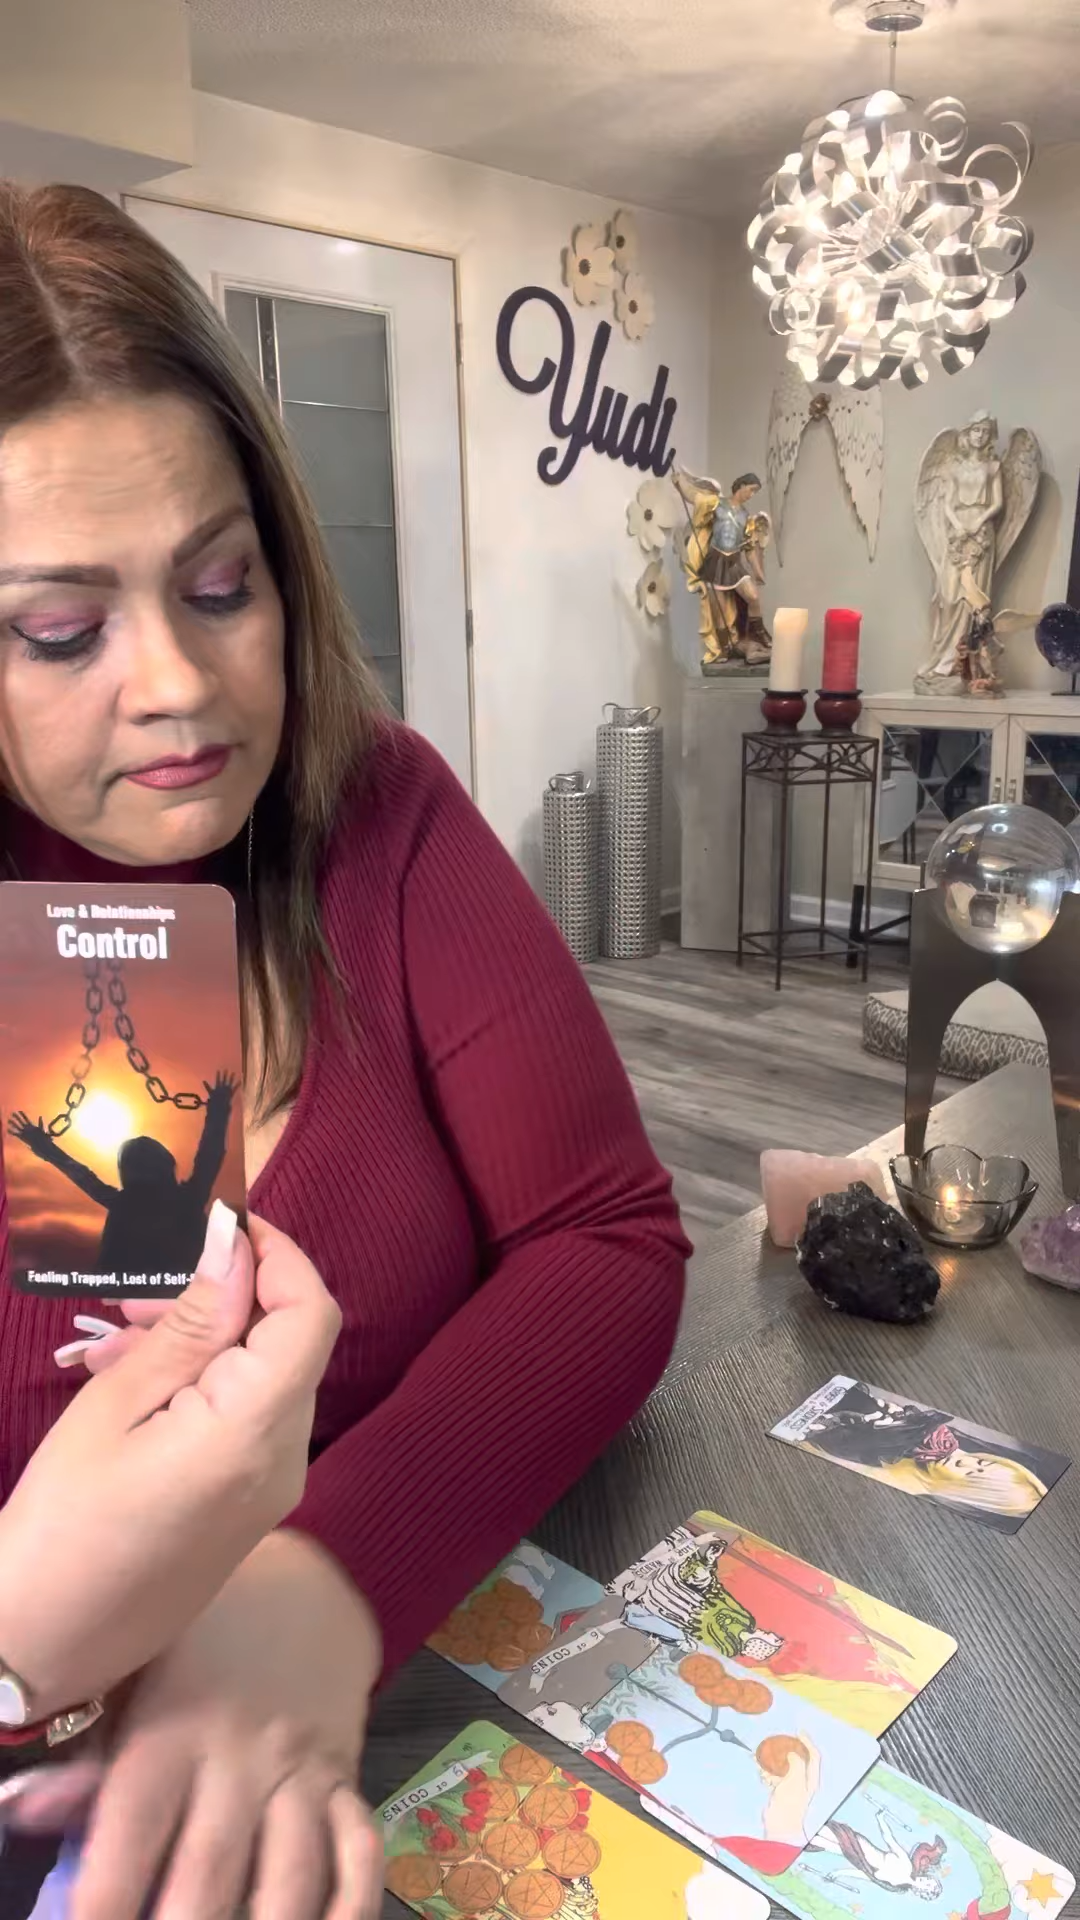 Yudi
Love & Relationships
Control
Feeling Trapped, Lost of Self-
6 of COINS
9 of COINS